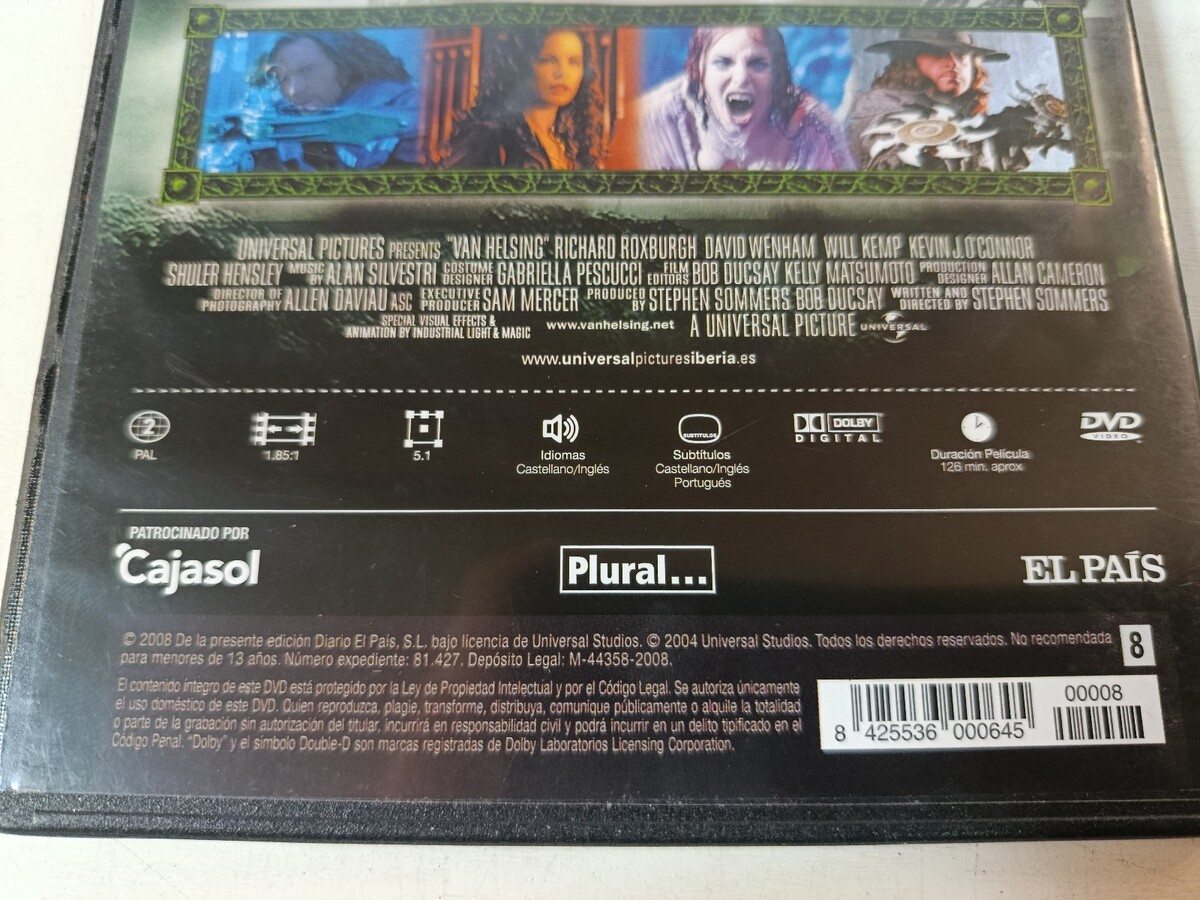 UNIVERSAL PICTURES PRESENTS "VAN HELSING" RICHARD ROXBURGH DAVID WENHAM WILL KEMP KEVIN J. O'CONNOR
SHULER HENSLEY MUSIC BY ALAN SILVESTRI COSTUME DESIGNER GABRIELLA PESCUCCI FILM EDITORS BOB DUCSAY KELLY MATSUMOTO PRODUCTION DESIGNER ALLAN CAMERON
DIRECTOR OF PHOTOGRAPHY ALLEN DAVIAU ASC EXECUTIVE PRODUCER SAM MERCER PRODUCED BY STEPHEN SOMMERS BOB DUCSAY WRITTEN AND DIRECTED BY STEPHEN SOMMERS
SPECIAL VISUAL EFFECTS & ANIMATION BY INDUSTRIAL LIGHT & MAGIC www.vanhelsing.net A UNIVERSAL PICTURE UNIVERSAL
www.universalpicturesiberia.es
2
PAL
1.85:1
5.1
Idiomas
Castellano/Inglés
SUBTITULOS
Subtítulos
Castellano/Inglés
Portugués
DOLBY
DIGITAL
Duración Película
126 min. aprox
DVD
VIDEO
PATROCINADO POR
Cajasol
Plural...
EL PAÍS
© 2008 De la presente edición Diario El País, S.L. bajo licencia de Universal Studios. © 2004 Universal Studios. Todos los derechos reservados. No recomendada
para menores de 13 años. Número expediente: 81.427. Depósito Legal: M-44358-2008.
8
El contenido íntegro de este DVD está protegido por la Ley de Propiedad Intelectual y por el Código Legal. Se autoriza únicamente
el uso doméstico de este DVD. Quien reproduzca, plagie, transforme, distribuya, comunique públicamente o alquile la totalidad
o parte de la grabación sin autorización del titular, incurrirá en responsabilidad civil y podrá incurrir en un delito tipificado en el
Código Penal. "Dolby" y el símbolo Double-D son marcas registradas de Dolby Laboratorios Licensing Corporation.
00008
8 425536 000645